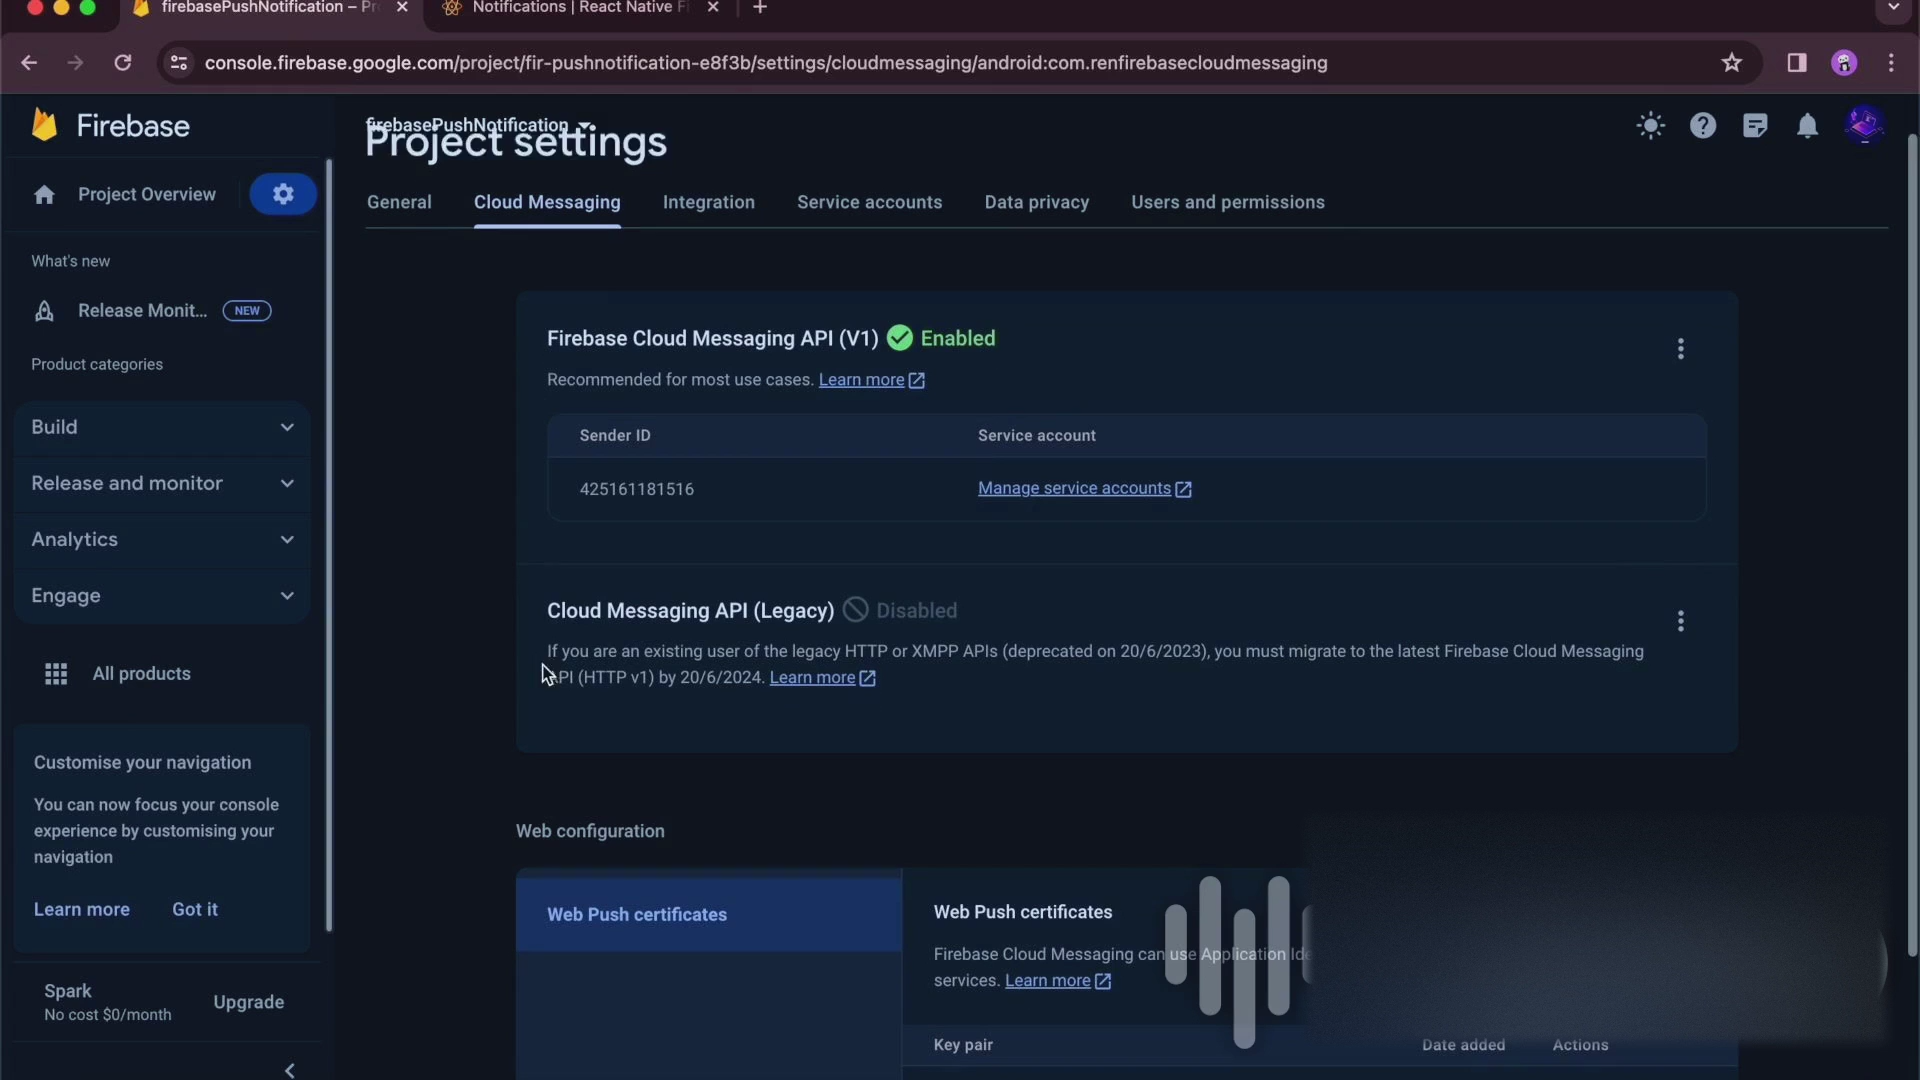 firebasePushNotification – Pr
Notifications | React Native F
console.firebase.google.com/project/fir-pushnotification-e8f3b/settings/cloudmessaging/android:com.renfirebasecloudmessaging
Firebase
firebasePushNotification
Project settings
Project Overview
General
Cloud Messaging
Integration
Service accounts
Data privacy
Users and permissions
What's new
Release Monit...
NEW
Product categories
Build
Release and monitor
Analytics
Engage
All products
Customise your navigation
You can now focus your console
experience by customising your
navigation
Learn more
Got it
Spark
No cost $0/month
Upgrade
Firebase Cloud Messaging API (V1)
Enabled
Recommended for most use cases. Learn more
Sender ID
Service account
425161181516
Manage service accounts
Cloud Messaging API (Legacy)
Disabled
If you are an existing user of the legacy HTTP or XMPP APIs (deprecated on 20/6/2023), you must migrate to the latest Firebase Cloud Messaging
API (HTTP v1) by 20/6/2024. Learn more
Web configuration
Web Push certificates
Web Push certificates
Firebase Cloud Messaging can use Application Ide
services. Learn more
Key pair
Date added
Actions